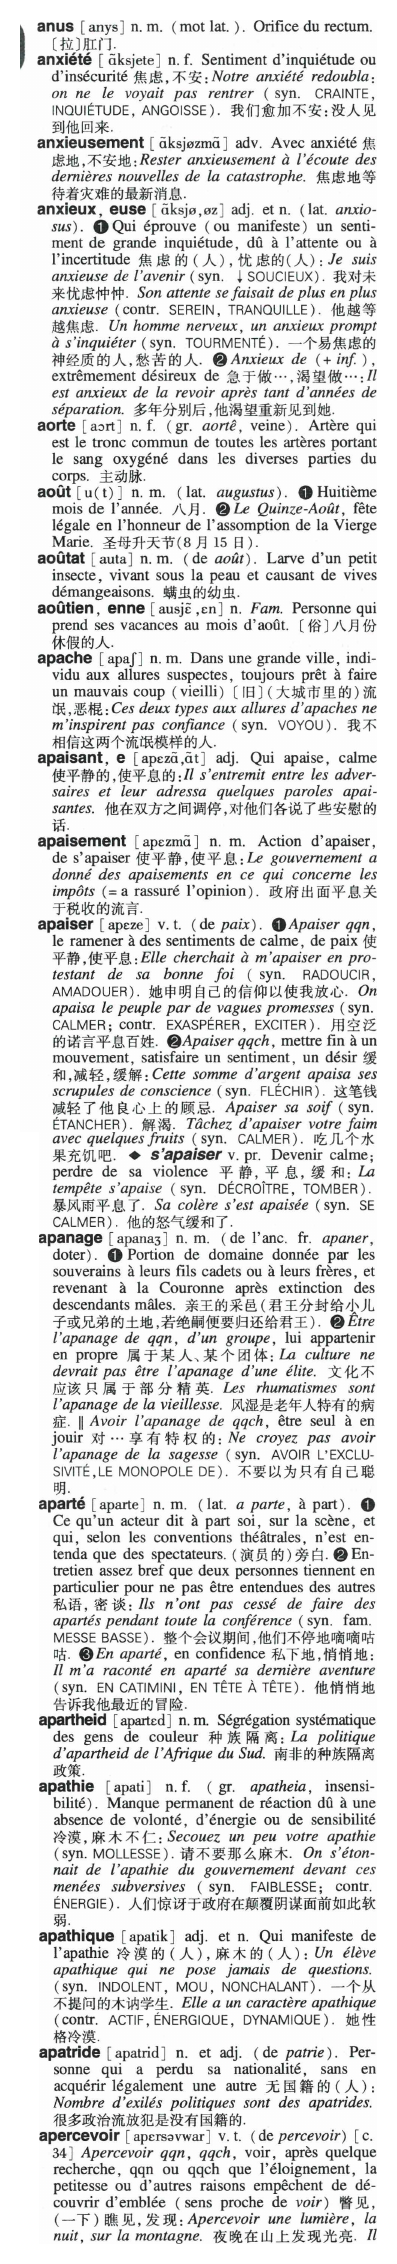 anus [anys] n. m. (mot lat.). Orifice du rectum.
[拉]肛门.
anxiété [ɑ̃ksjete] n. f. Sentiment d'inquiétude ou
d'insécurité 焦虑,不安: Notre anxiété redoubla:
on ne le voyait pas rentrer (syn. CRAINTE,
INQUIÉTUDE, ANGOISSE). 我们愈加不安:没人见
到他回来.
anxieusement [ɑ̃ksjøzmɑ̃] adv. Avec anxiété 焦
虑地,不安地: Rester anxieusement à l'écoute des
dernières nouvelles de la catastrophe. 焦虑地等
待着灾难的最新消息.
anxieux, euse [ɑ̃ksjø,øz] adj. et n. (lat. anxio-
sus). ❶ Qui éprouve (ou manifeste) un senti-
ment de grande inquiétude, dû à l'attente ou à
l'incertitude 焦虑的(人),忧虑的(人): Je suis
anxieuse de l'avenir (syn. ↓SOUCIEUX). 我对未
来忧虑忡忡. Son attente se faisait de plus en plus
anxieuse (contr. SEREIN, TRANQUILLE). 他越等
越焦虑. Un homme nerveux, un anxieux prompt
à s'inquiéter (syn. TOURMENTÉ). 一个易焦虑的
神经质的人,愁苦的人. ❷ Anxieux de (+ inf.),
extrêmement désireux de 急于做…,渴望做…: Il
est anxieux de la revoir après tant d'années de
séparation. 多年分别后,他渴望重新见到她.
aorte [aɔrt] n. f. (gr. aortê, veine). Artère qui
est le tronc commun de toutes les artères portant
le sang oxygéné dans les diverses parties du
corps. 主动脉.
août [u(t)] n. m. (lat. augustus). ❶ Huitième
mois de l'année. 八月. ❷ Le Quinze-Août, fête
légale en l'honneur de l'assomption de la Vierge
Marie. 圣母升天节(8月15日).
aoûtat [auta] n. m. (de août). Larve d'un petit
insecte, vivant sous la peau et causant de vives
démangeaisons. 螨虫的幼虫.
aoûtien, enne [ausjɛ̃,ɛn] n. Fam. Personne qui
prend ses vacances au mois d'août. [俗]八月份
休假的人.
apache [apaʃ] n. m. Dans une grande ville, indi-
vidu aux allures suspectes, toujours prêt à faire
un mauvais coup (vieilli) [旧](大城市里的)流
氓,恶棍: Ces deux types aux allures d'apaches ne
m'inspirent pas confiance (syn. VOYOU). 我不
相信这两个流氓模样的人.
apaisant, e [apɛzɑ̃,ɑ̃t] adj. Qui apaise, calme
使平静的,使平息的: Il s'entremit entre les adver-
saires et leur adressa quelques paroles apai-
santes. 他在双方之间调停,对他们各说了些安慰的
话.
apaisement [apɛzmɑ̃] n. m. Action d'apaiser,
de s'apaiser 使平静,使平息: Le gouvernement a
donné des apaisements en ce qui concerne les
impôts (= a rassuré l'opinion). 政府出面平息关
于税收的流言.
apaiser [apɛze] v. t. (de paix). ❶ Apaiser qqn,
le ramener à des sentiments de calme, de paix 使
平静,使平息: Elle cherchait à m'apaiser en pro-
testant de sa bonne foi (syn. RADOUCIR,
AMADOUER). 她申明自己的信仰以使我放心. On
apaisa le peuple par de vagues promesses (syn.
CALMER; contr. EXASPÉRER, EXCITER). 用空泛
的诺言平息百姓. ❷ Apaiser qqch, mettre fin à un
mouvement, satisfaire un sentiment, un désir 缓
和,减轻,缓解: Cette somme d'argent apaisa ses
scrupules de conscience (syn. FLÉCHIR). 这笔钱
减轻了他良心上的顾忌. Apaiser sa soif (syn.
ÉTANCHER). 解渴. Tâchez d'apaiser votre faim
avec quelques fruits (syn. CALMER). 吃几个水
果充饥吧. ◆ s'apaiser v. pr. Devenir calme;
perdre de sa violence 平静,平息,缓和: La
tempête s'apaise (syn. DÉCROÎTRE, TOMBER).
暴风雨平息了. Sa colère s'est apaisée (syn. SE
CALMER). 他的怒气缓和了.
apanage [apanaʒ] n. m. (de l'anc. fr. apaner,
doter). ❶ Portion de domaine donnée par les
souverains à leurs fils cadets ou à leurs frères, et
revenant à la Couronne après extinction des
descendants mâles. 亲王的采邑(君王分封给小儿
子或兄弟的土地,若绝嗣便要归还给君王). ❷ Être
l'apanage de qqn, d'un groupe, lui appartenir
en propre 属于某人、某个团体: La culture ne
devrait pas être l'apanage d'une élite. 文化不
应该只属于部分精英. Les rhumatismes sont
l'apanage de la vieillesse. 风湿是老年人特有的病
症. ‖ Avoir l'apanage de qqch, être seul à en
jouir 对…享有特权的: Ne croyez pas avoir
l'apanage de la sagesse (syn. AVOIR L'EXCLU-
SIVITÉ, LE MONOPOLE DE). 不要以为只有自己聪
明.
aparté [aparte] n. m. (lat. a parte, à part). ❶
Ce qu'un acteur dit à part soi, sur la scène, et
qui, selon les conventions théâtrales, n'est en-
tendu que des spectateurs. (演员的)旁白. ❷ En-
tretien assez bref que deux personnes tiennent en
particulier pour ne pas être entendues des autres
私语,密谈: Ils n'ont pas cessé de faire des
apartés pendant toute la conférence (syn. fam.
MESSE BASSE). 整个会议期间,他们不停地嘀嘀咕
咕. ❸ En aparté, en confidence 私下地,悄悄地:
Il m'a raconté en aparté sa dernière aventure
(syn. EN CATIMINI, EN TÊTE À TÊTE). 他悄悄地
告诉我他最近的冒险.
apartheid [apartɛd] n. m. Ségrégation systématique
des gens de couleur 种族隔离: La politique
d'apartheid de l'Afrique du Sud. 南非的种族隔离
政策.
apathie [apati] n. f. (gr. apatheia, insensi-
bilité). Manque permanent de réaction dû à une
absence de volonté, d'énergie ou de sensibilité
冷漠,麻木不仁: Secouez un peu votre apathie
(syn. MOLLESSE). 请不要那么麻木. On s'éton-
nait de l'apathie du gouvernement devant ces
menées subversives (syn. FAIBLESSE; contr.
ÉNERGIE). 人们惊讶于政府在颠覆阴谋面前如此软
弱.
apathique [apatik] adj. et n. Qui manifeste de
l'apathie 冷漠的(人),麻木的(人): Un élève
apathique qui ne pose jamais de questions.
(syn. INDOLENT, MOU, NONCHALANT). 一个从
不提问的木讷学生. Elle a un caractère apathique
(contr. ACTIF, ÉNERGIQUE, DYNAMIQUE). 她性
格冷漠.
apatride [apatrid] n. et adj. (de patrie). Per-
sonne qui a perdu sa nationalité, sans en
acquérir légalement une autre 无国籍的(人):
Nombre d'exilés politiques sont des apatrides.
很多政治流放犯是没有国籍的.
apercevoir [apɛrsəvwar] v. t. (de percevoir) [c.
34] Apercevoir qqn, qqch, voir, après quelque
recherche, qqn ou qqch que l'éloignement, la
petitesse ou d'autres raisons empêchent de dé-
couvrir d'emblée (sens proche de voir) 瞥见,
(一下)瞧见,发现: Apercevoir une lumière, la
nuit, sur la montagne. 夜晚在山上发现光亮. Il